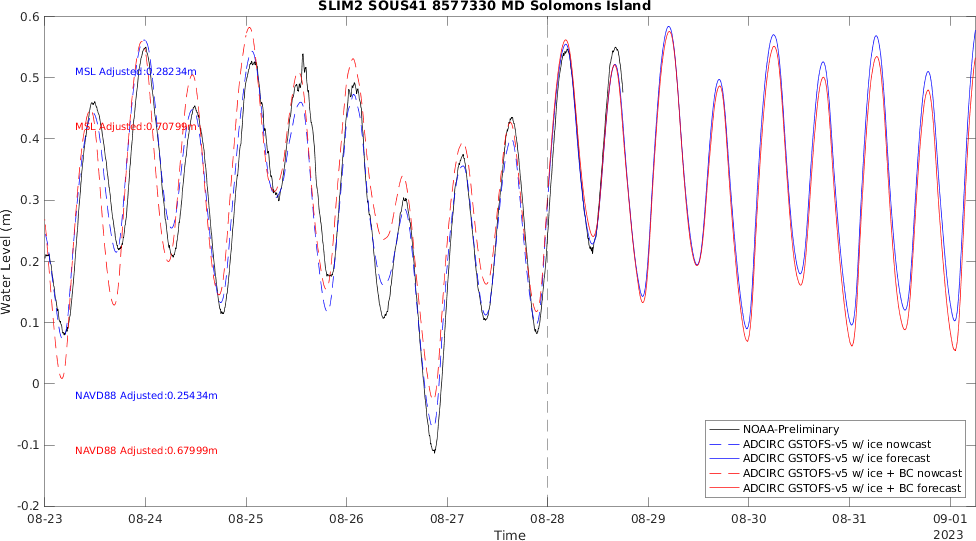 SLIM2 SOUS41 8577330 MD Solomons Island
Water Level (m)
0.6
0.5
0.4
0.3
0.2
0.1
0
-0.1
-0.2
MSL Adjusted:0.28234m
MSL Adjusted:0.70799m
NAVD88 Adjusted:0.25434m
NAVD88 Adjusted:0.67999m
NOAA-Preliminary
ADCIRC GSTOFS-v5 w/ ice nowcast
ADCIRC GSTOFS-v5 w/ ice forecast
ADCIRC GSTOFS-v5 w/ ice + BC nowcast
ADCIRC GSTOFS-v5 w/ ice + BC forecast
08-23 08-24 08-25 08-26 08-27 08-28 08-29 08-30 08-31 09-01
2023
Time